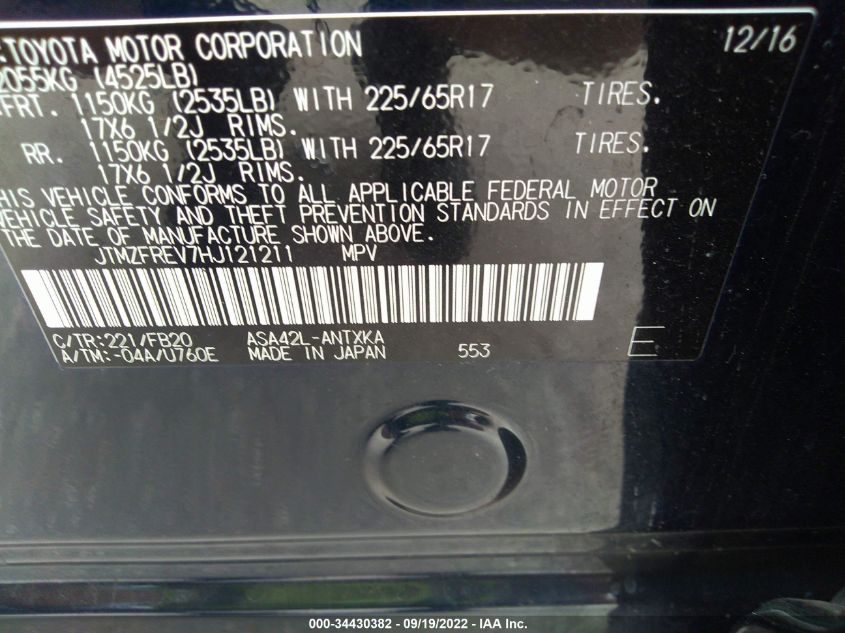 :TOYOTA MOTOR CORPORATION 12/16
2055KG (4525LB)
FRT. 1150KG (2535LB) WITH 225/65R17 TIRES.
17X6 1/2J RIMS.
RR. 1150KG (2535LB) WITH 225/65R17 TIRES.
17X6 1/2J RIMS.
HIS VEHICLE CONFORMS TO ALL APPLICABLE FEDERAL MOTOR
VEHICLE SAFETY AND THEFT PREVENTION STANDARDS IN EFFECT ON
THE DATE OF MANUFACTURE SHOWN ABOVE.
JTMZFREV7HJ121211 MPV
C/TR:221/FB20 ASA42L-ANTXKA
A/TM:-04A/U760E MADE IN JAPAN 553 E
000-34430382 - 09/19/2022 - IAA Inc.